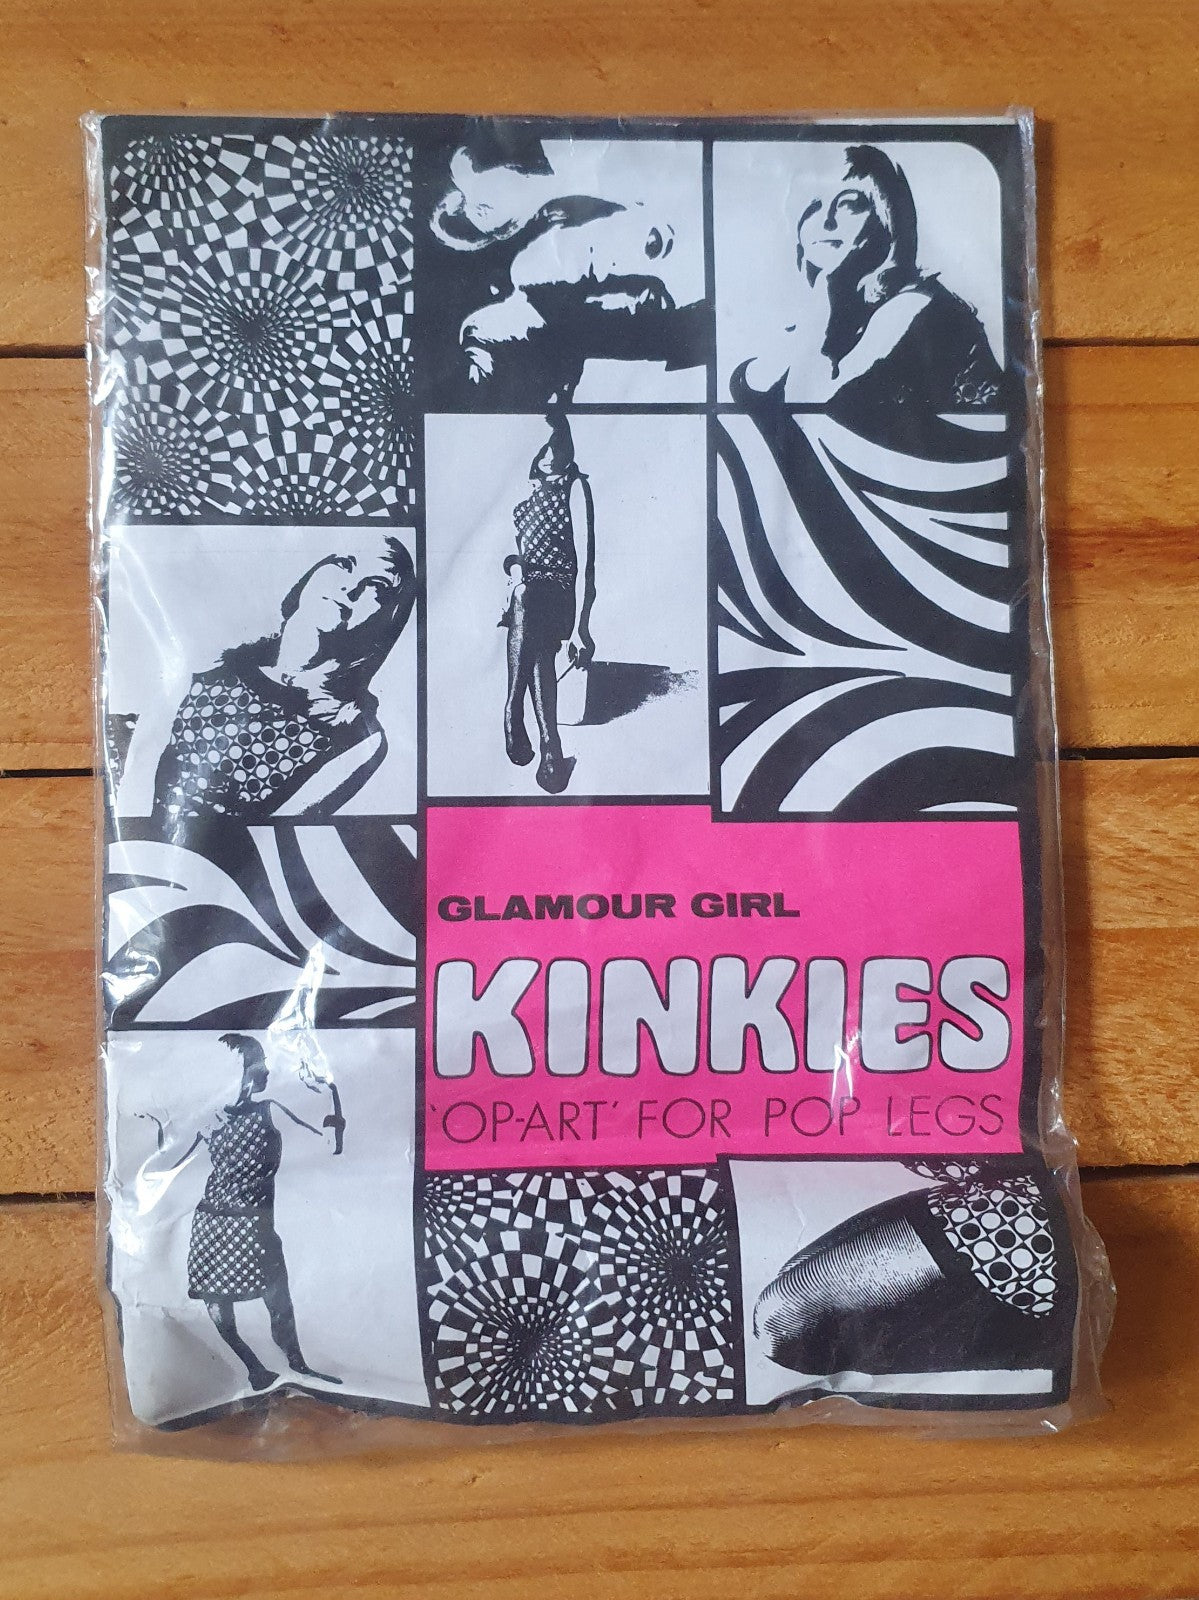 GLAMOUR GIRL
KINKIES
'OP-ART' FOR POP LEGS